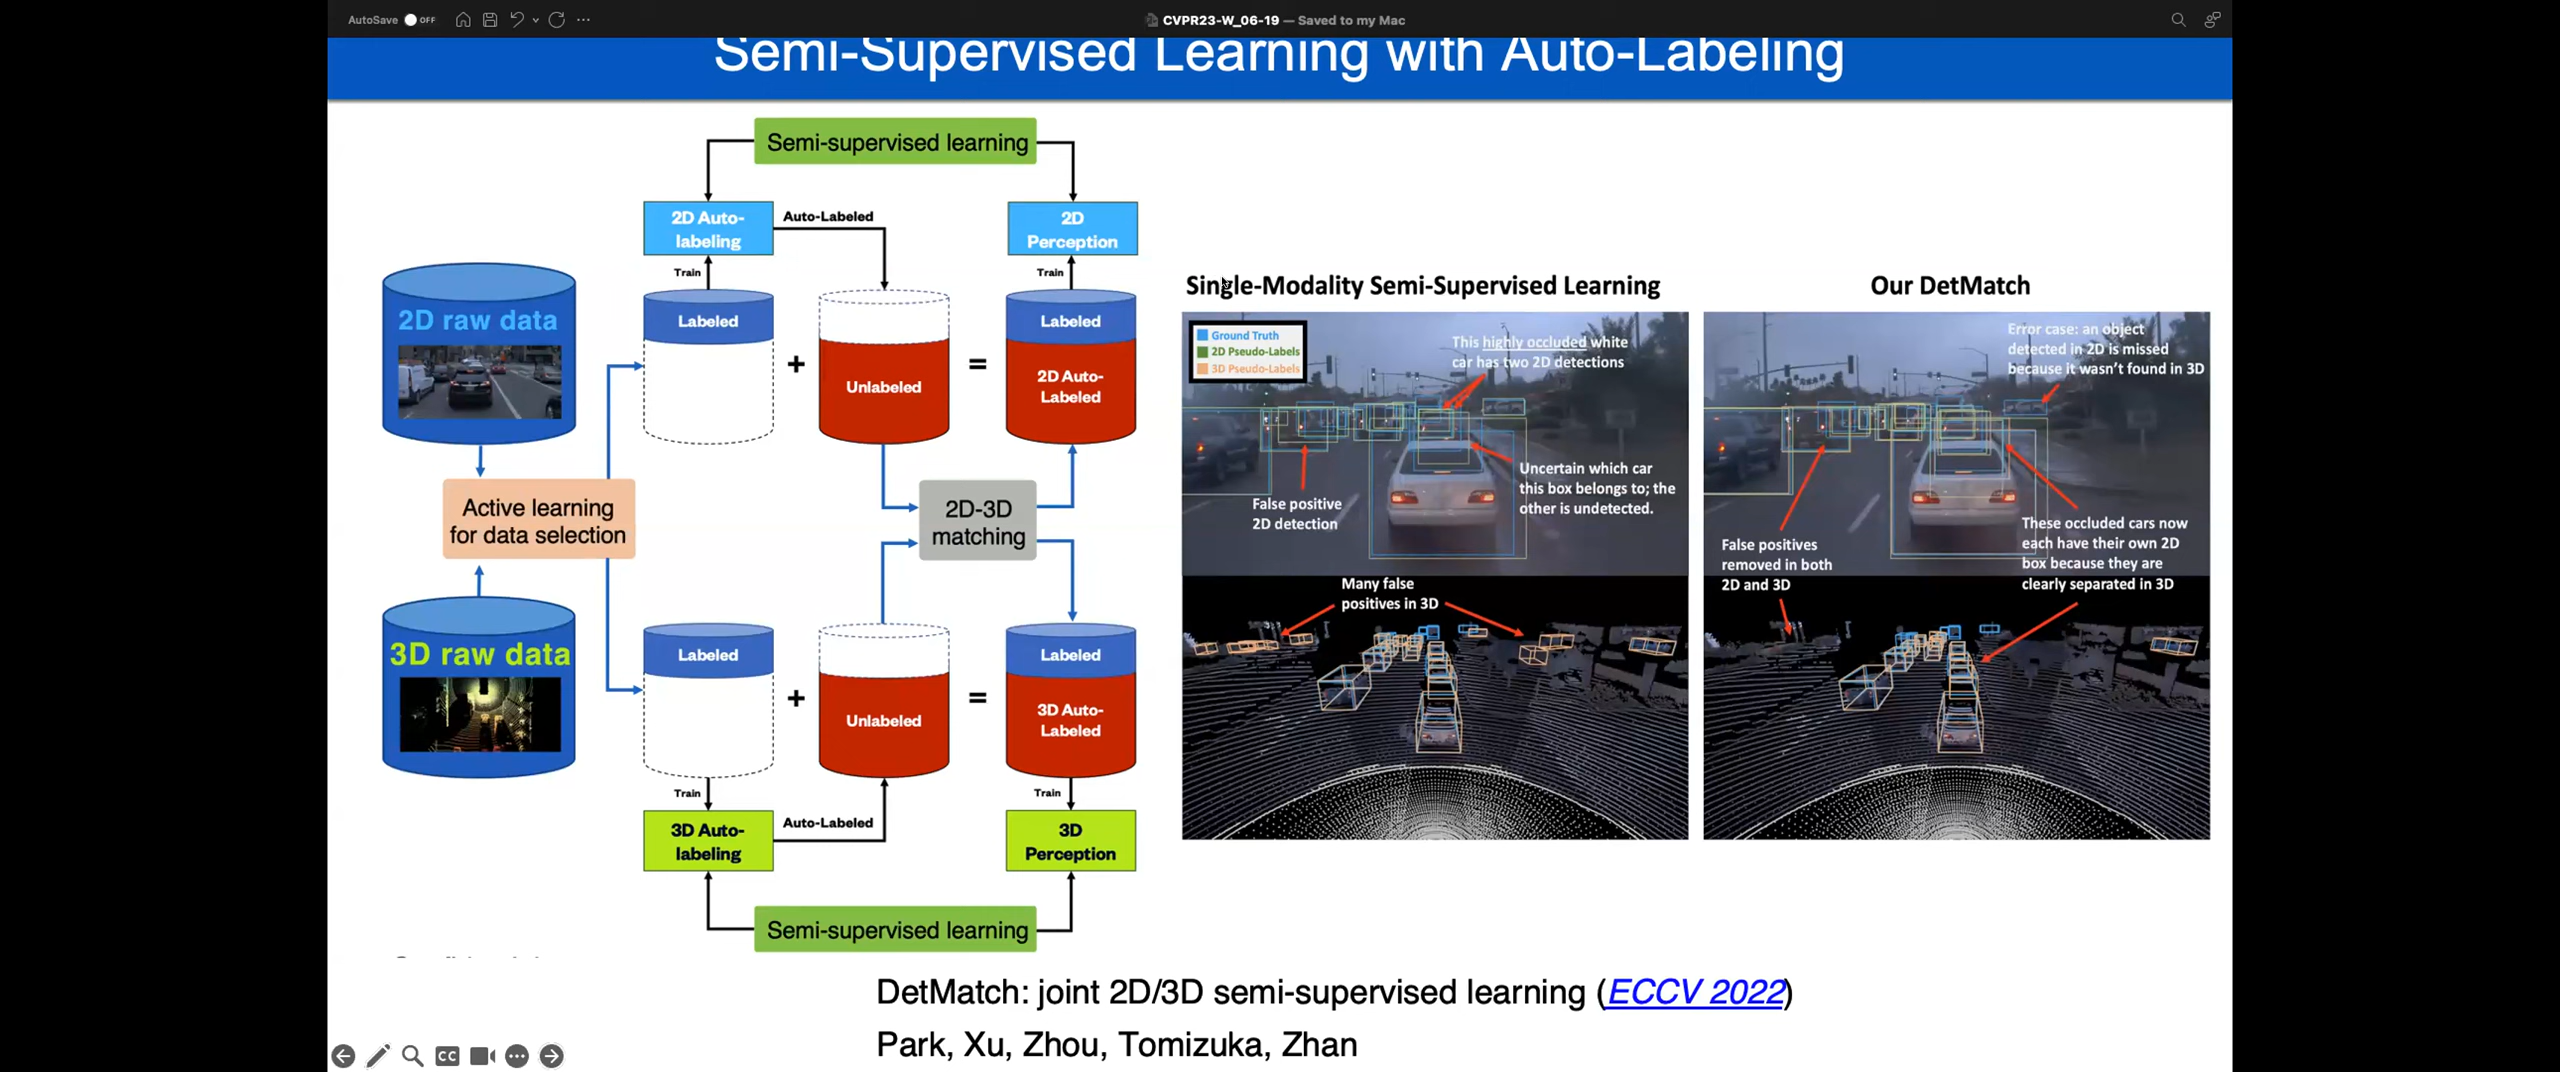 AutoSave OFF
CVPR23-W_06-19 — Saved to my Mac
Semi-Supervised Learning with Auto-Labeling
Semi-supervised learning
2D Auto-
labeling
Auto-Labeled
2D
Perception
Train
Train
2D raw data
Labeled
+
Unlabeled
=
Labeled
2D Auto-
Labeled
Active learning
for data selection
2D-3D
matching
3D raw data
Labeled
+
Unlabeled
=
Labeled
3D Auto-
Labeled
Train
Train
3D Auto-
labeling
Auto-Labeled
3D
Perception
Semi-supervised learning
Single-Modality Semi-Supervised Learning
Ground Truth
2D Pseudo-Labels
3D Pseudo-Labels
This highly occluded white
car has two 2D detections
False positive
2D detection
Uncertain which car
this box belongs to; the
other is undetected.
Many false
positives in 3D
Our DetMatch
Error case: an object
detected in 2D is missed
because it wasn't found in 3D
False positives
removed in both
2D and 3D
These occluded cars now
each have their own 2D
box because they are
clearly separated in 3D
DetMatch: joint 2D/3D semi-supervised learning (ECCV 2022)
Park, Xu, Zhou, Tomizuka, Zhan
CC